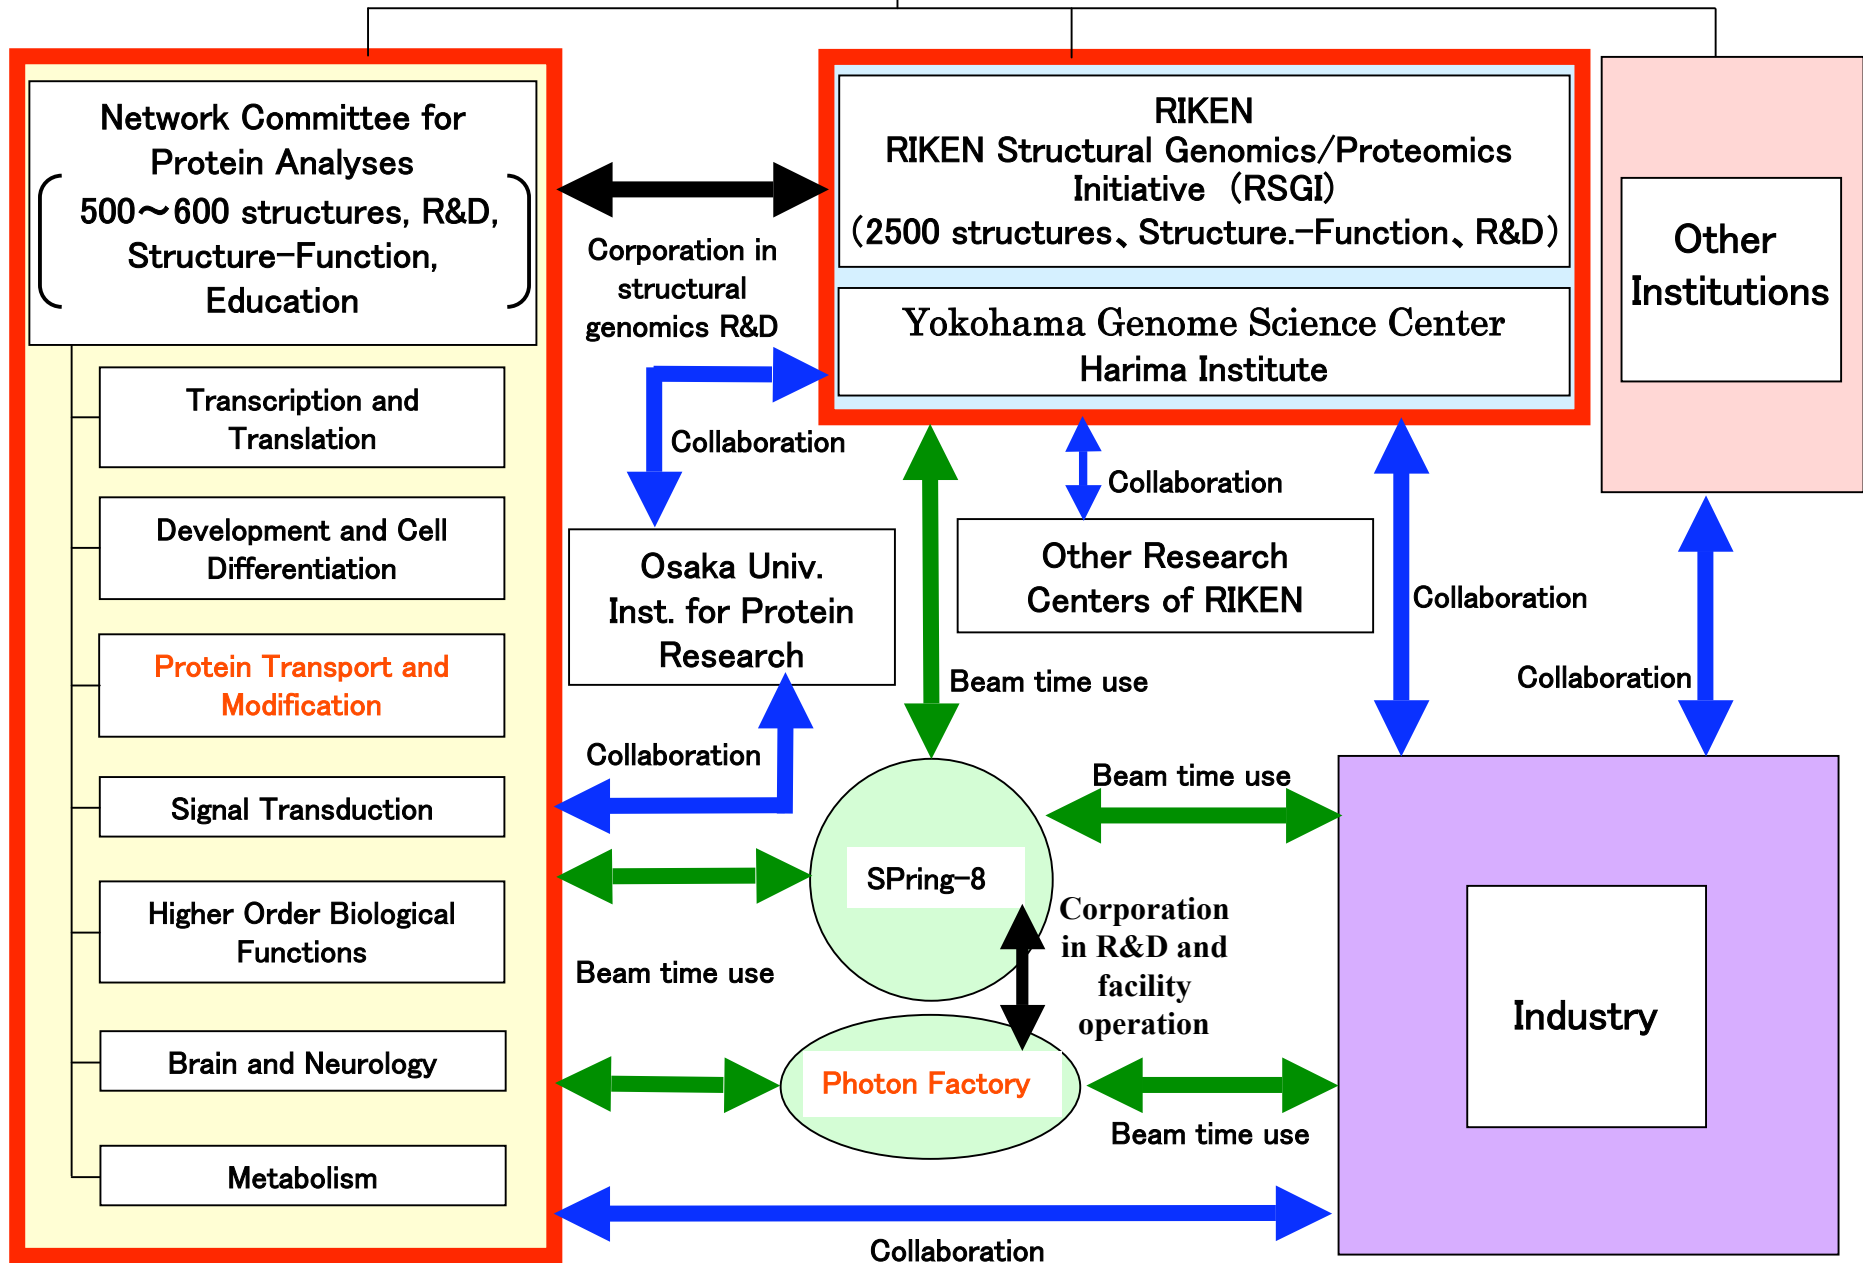 Network Committee for
Protein Analyses
500～600 structures, R&D,
Structure-Function,
Education
Transcription and
Translation
Development and Cell
Differentiation
Protein Transport and
Modification
Signal Transduction
Higher Order Biological
Functions
Brain and Neurology
Metabolism
Corporation in
structural
genomics R&D
RIKEN
RIKEN Structural Genomics/Proteomics
Initiative （RSGI）
（2500 structures、Structure.-Function、R&D）
Yokohama Genome Science Center
Harima Institute
Other
Institutions
Collaboration
Collaboration
Osaka Univ.
Inst. for Protein
Research
Other Research
Centers of RIKEN
Collaboration
Collaboration
Beam time use
Collaboration
Beam time use
SPring-8
Corporation
in R&D and
facility
operation
Beam time use
Photon Factory
Beam time use
Industry
Collaboration